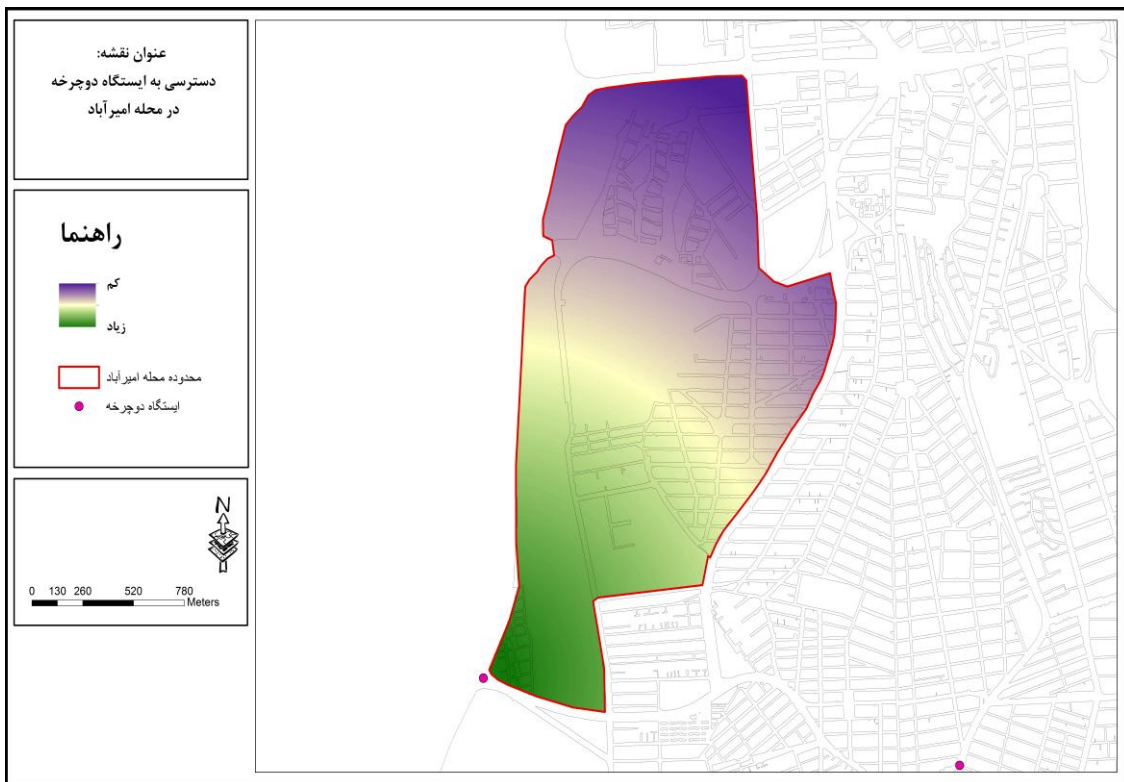 عنوان نقشه:
دسترسی به ایستگاه دوچرخه
در محله امیرآباد
راهنما
کم
زیاد
محدوده محله امیرآباد
ایستگاه دوچرخه
N
0 130 260 520 780
Meters